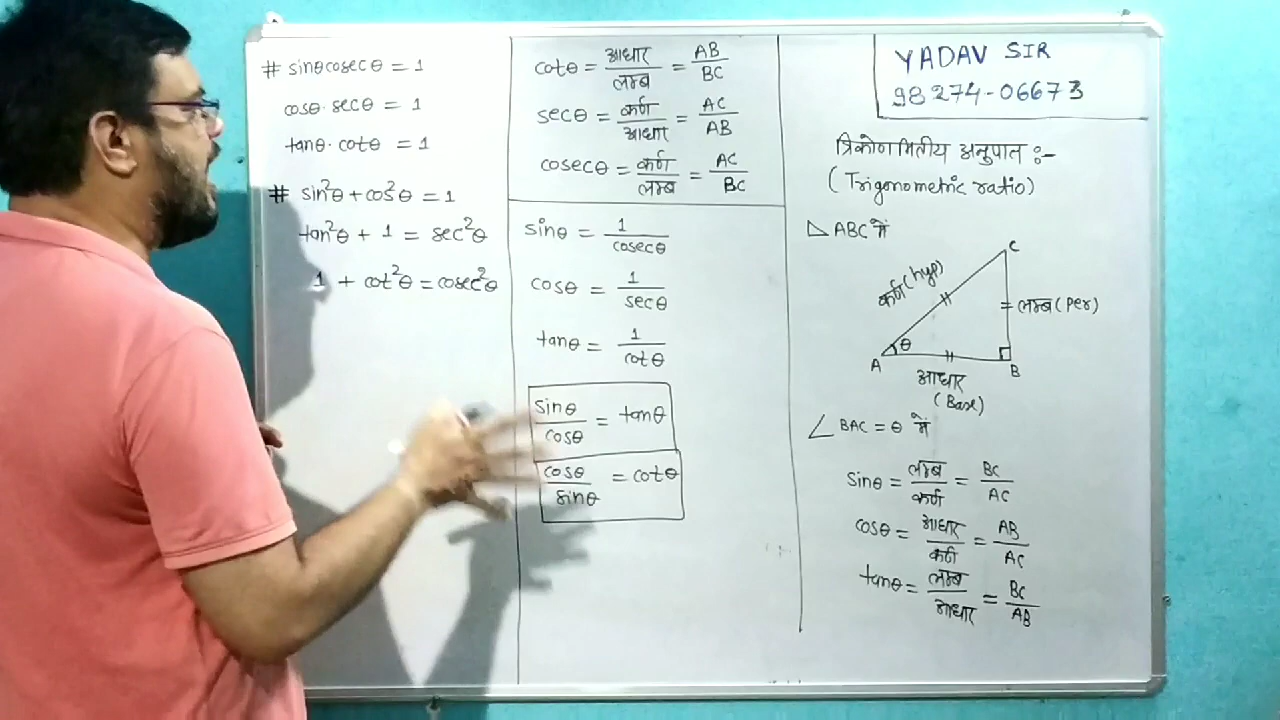 # sinθcosecθ = 1
cosθ· secθ = 1
tanθ· cotθ = 1
# sin²θ + cos²θ = 1
tan²θ + 1 = sec²θ
1 + cot²θ = cosec²θ
cotθ = आधार/लम्ब = AB/BC
secθ = कर्ण/आधार = AC/AB
cosecθ = कर्ण/लम्ब = AC/BC
sinθ = 1/cosecθ
cosθ = 1/secθ
tanθ = 1/cotθ
sinθ/cosθ = tanθ
cosθ/sinθ = cotθ
YADAV SIR
98274-06673
त्रिकोणमितीय अनुपात :-
(Trigonometric ratio)
◺ ABC में
C
कर्ण (hyp)
लम्ब (Per)
θ
A
B
आधार
(Base)
∠ BAC = θ में
sinθ = लम्ब/कर्ण = BC/AC
cosθ = आधार/कर्ण = AB/AC
tanθ = लम्ब/आधार = BC/AB